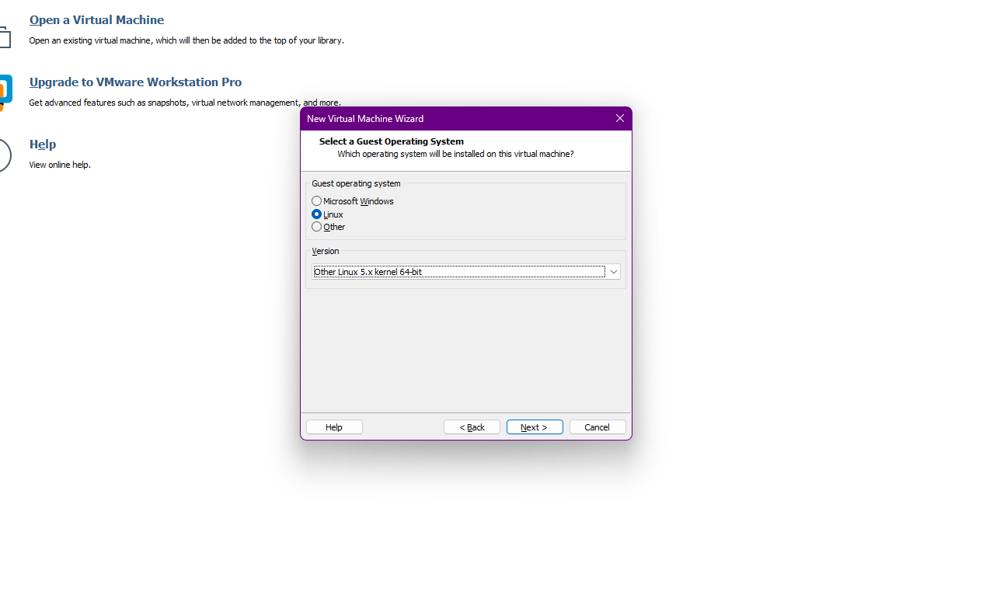 Open a Virtual Machine
Open an existing virtual machine, which will then be added to the top of your library.
Upgrade to VMware Workstation Pro
Get advanced features such as snapshots, virtual network management, and more.
Help
View online help.
New Virtual Machine Wizard
Select a Guest Operating System
Which operating system will be installed on this virtual machine?
Guest operating system
Microsoft Windows
Linux
Other
Version
Other Linux 5.x kernel 64-bit
Help
< Back
Next >
Cancel